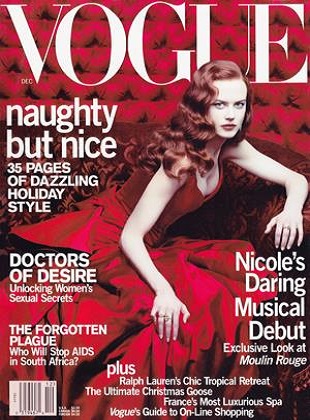 VOGUE
DEC
naughty
but nice
35 PAGES
OF DAZZLING
HOLIDAY
STYLE
DOCTORS
OF DESIRE
Unlocking Women's
Sexual Secrets
THE FORGOTTEN
PLAGUE
Who Will Stop AIDS
in South Africa?
Nicole's
Daring
Musical
Debut
Exclusive Look at
Moulin Rouge
plus
Ralph Lauren's Chic Tropical Retreat
The Ultimate Christmas Goose
France's Most Luxurious Spa
Vogue's Guide to On-Line Shopping